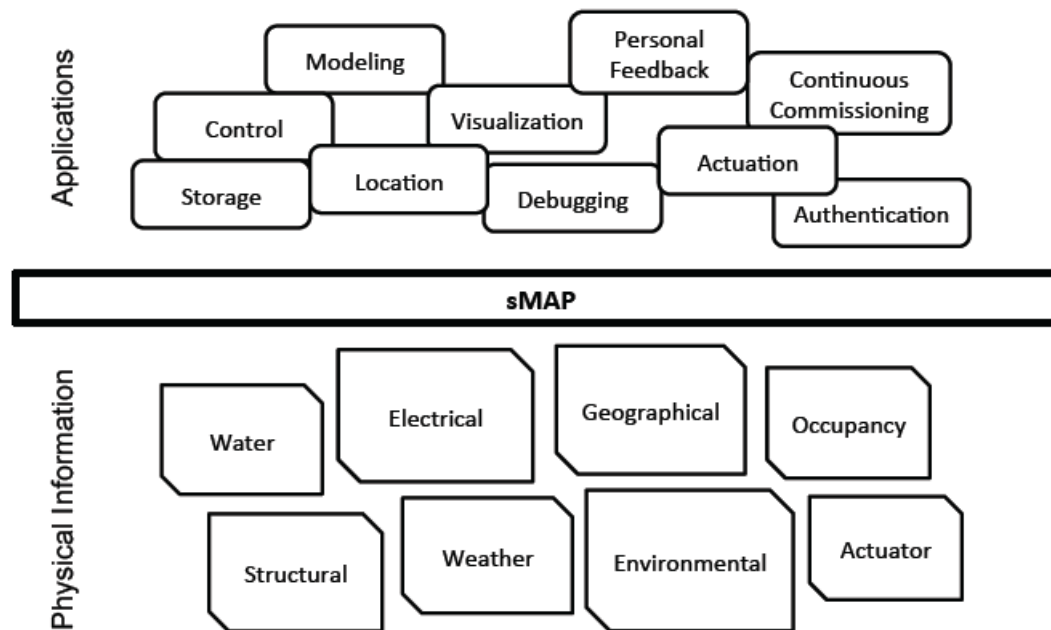 Applications
Modeling
Personal
Feedback
Continuous
Commissioning
Control
Visualization
Actuation
Storage
Location
Debugging
Authentication
sMAP
Physical Information
Water
Electrical
Geographical
Occupancy
Structural
Weather
Environmental
Actuator